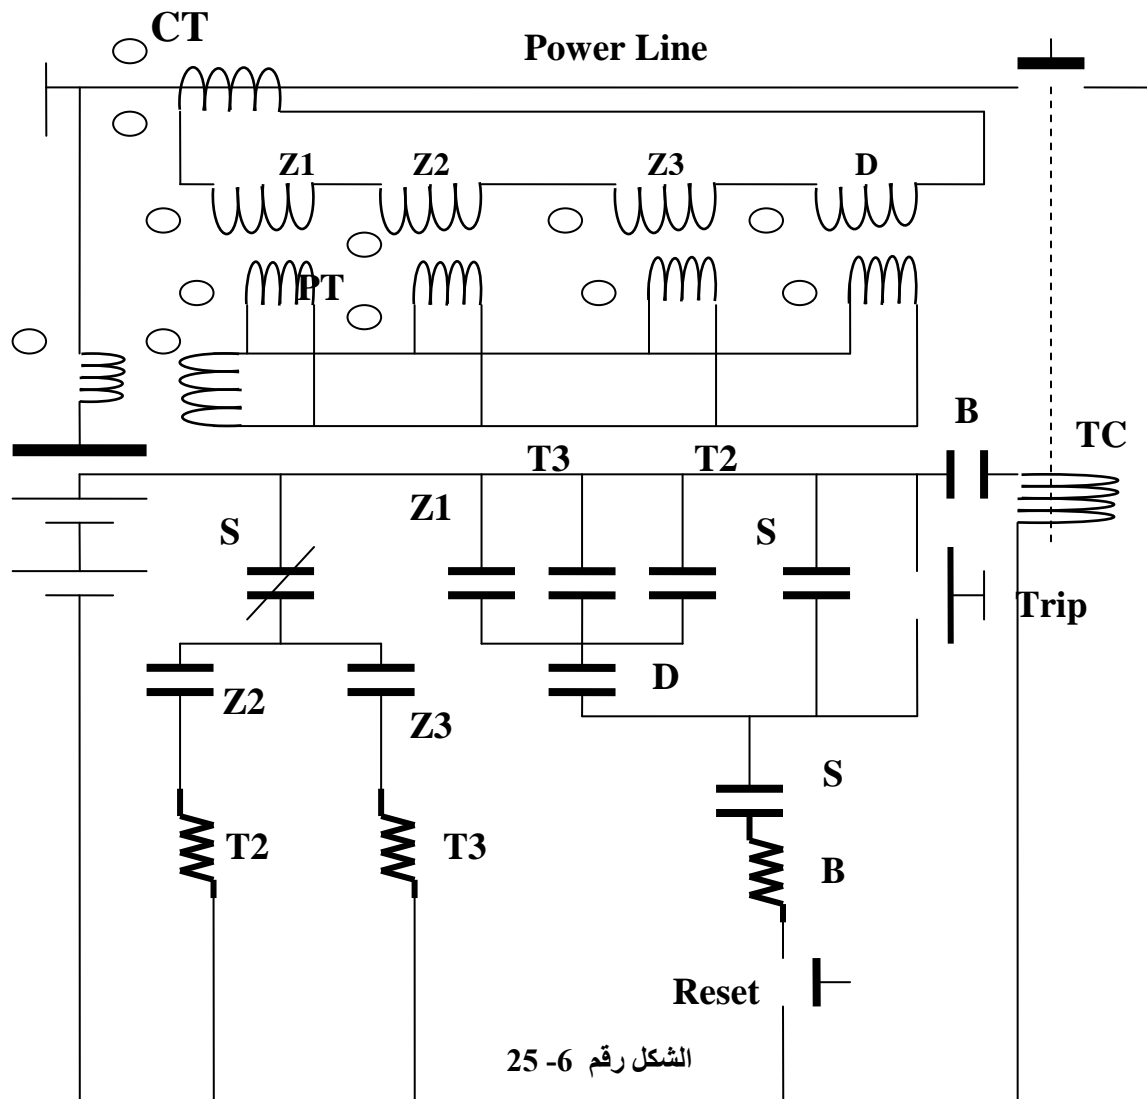 CT
Power Line
Z1
Z2
Z3
D
PT
B
TC
T3
T2
Z1
S
S
Trip
D
Z2
Z3
S
T2
T3
B
Reset
الشكل رقم 6- 25